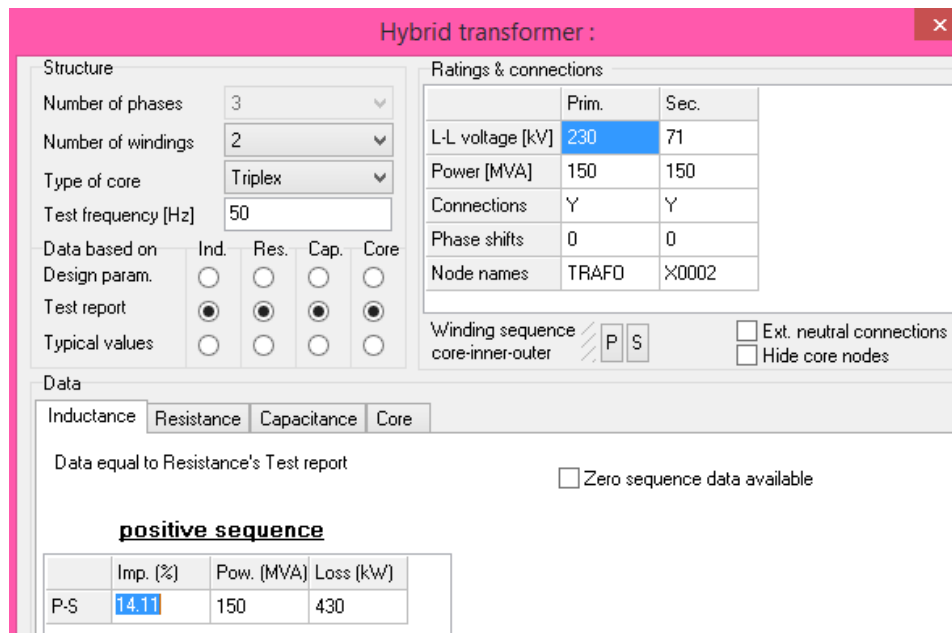 Hybrid transformer :
Structure
Number of phases 3
Number of windings 2
Type of core Triplex
Test frequency [Hz] 50
Data based on Ind. Res. Cap. Core
Design param.
Test report
Typical values
Ratings & connections
Prim. Sec.
L-L voltage [kV] 230 71
Power [MVA] 150 150
Connections Y Y
Phase shifts 0 0
Node names TRAFO X0002
Winding sequence
core-inner-outer P S
Ext. neutral connections
Hide core nodes
Data
Inductance Resistance Capacitance Core
Data equal to Resistance's Test report
Zero sequence data available
positive sequence
Imp. (%) Pow. (MVA) Loss (kW)
P-S 14.11 150 430